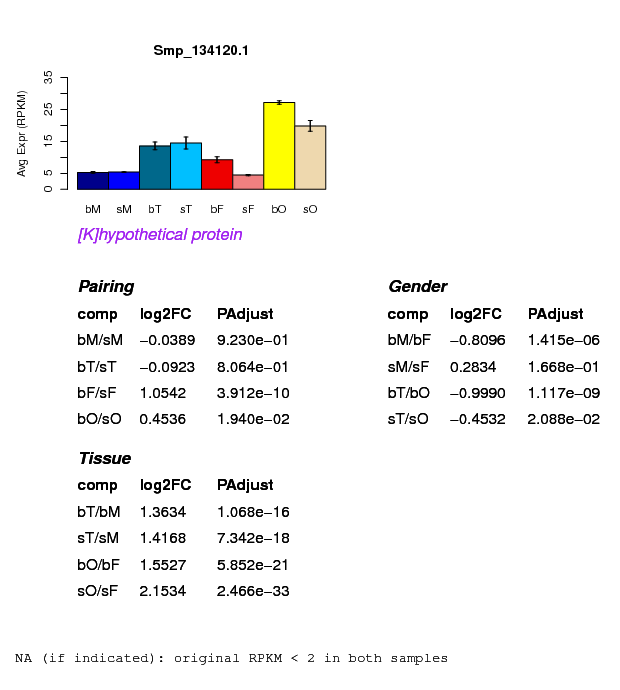 Smp_134120.1
Avg Expr (RPKM)
35
25
15
5
0
bM sM bT sT bF sF bO sO
[K]hypothetical protein
Pairing
comp log2FC PAdjust
bM/sM −0.0389 9.230e−01
bT/sT −0.0923 8.064e−01
bF/sF 1.0542 3.912e−10
bO/sO 0.4536 1.940e−02
Gender
comp log2FC PAdjust
bM/bF −0.8096 1.415e−06
sM/sF 0.2834 1.668e−01
bT/bO −0.9990 1.117e−09
sT/sO −0.4532 2.088e−02
Tissue
comp log2FC PAdjust
bT/bM 1.3634 1.068e−16
sT/sM 1.4168 7.342e−18
bO/bF 1.5527 5.852e−21
sO/sF 2.1534 2.466e−33
NA (if indicated): original RPKM < 2 in both samples